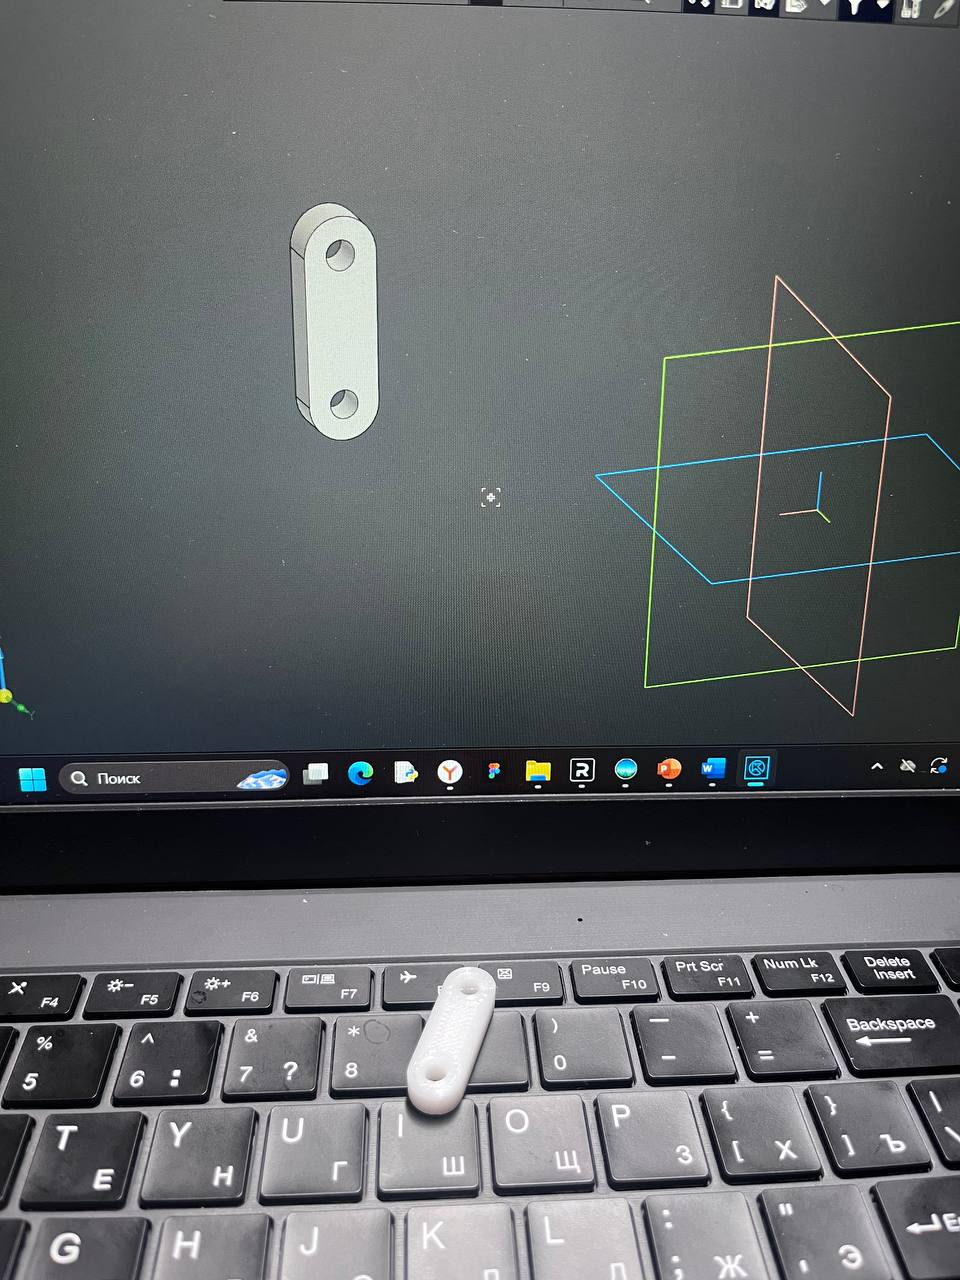 Поиск
F4
F5
F6
F7
F9
Pause
F10
Prt Scr
F11
Num Lk
F12
Delete
Insert
%
5
^
6 :
&
7 ?
*
8
)
0
—
-
+
=
Backspace
T
Е
Y
Н
U
Г
I
Ш
O
Щ
P
З
{
[ Х
}
] Ъ
|
\
G
H
J
K
L
:
; Ж
"
' Э